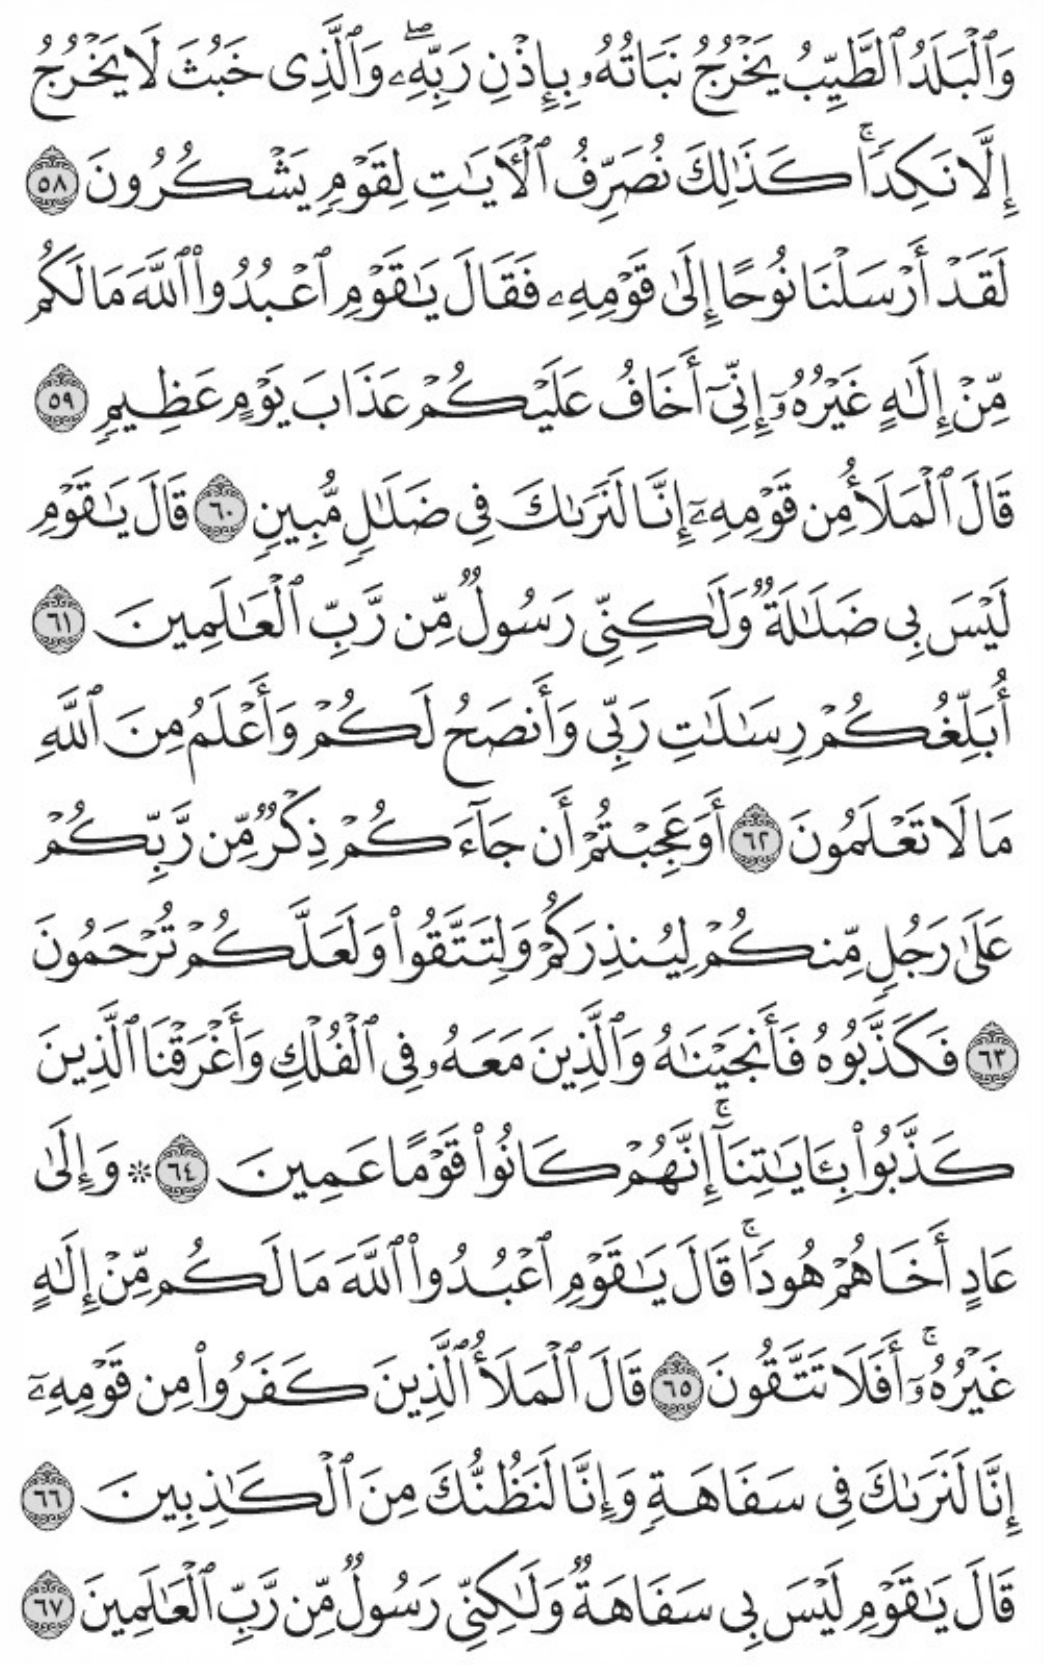 وَٱلْبَلَدُ ٱلطَّيِّبُ يَخْرُجُ نَبَاتُهُۥ بِإِذْنِ رَبِّهِۦۖ وَٱلَّذِى خَبُثَ لَا يَخْرُجُ
إِلَّا نَكِدًاۚ كَذَٰلِكَ نُصَرِّفُ ٱلْـَٔايَـٰتِ لِقَوْمٍ يَشْكُرُونَ ٥٨
لَقَدْ أَرْسَلْنَا نُوحًا إِلَىٰ قَوْمِهِۦ فَقَالَ يَـٰقَوْمِ ٱعْبُدُوا۟ ٱللَّهَ مَا لَكُم
مِّنْ إِلَـٰهٍ غَيْرُهُۥٓ إِنِّىٓ أَخَافُ عَلَيْكُمْ عَذَابَ يَوْمٍ عَظِيمٍ ٥٩
قَالَ ٱلْمَلَأُ مِن قَوْمِهِۦٓ إِنَّا لَنَرَىٰكَ فِى ضَلَـٰلٍ مُّبِينٍ ٦٠ قَالَ يَـٰقَوْمِ
لَيْسَ بِى ضَلَـٰلَةٌ وَلَـٰكِنِّى رَسُولٌ مِّن رَّبِّ ٱلْعَـٰلَمِينَ ٦١
أُبَلِّغُكُمْ رِسَـٰلَـٰتِ رَبِّى وَأَنصَحُ لَكُمْ وَأَعْلَمُ مِنَ ٱللَّهِ
مَا لَا تَعْلَمُونَ ٦٢ أَوَعَجِبْتُمْ أَن جَآءَكُمْ ذِكْرٌ مِّن رَّبِّكُمْ
عَلَىٰ رَجُلٍ مِّنكُمْ لِيُنذِرَكُمْ وَلِتَتَّقُوا۟ وَلَعَلَّكُمْ تُرْحَمُونَ
٦٣ فَكَذَّبُوهُ فَأَنجَيْنَـٰهُ وَٱلَّذِينَ مَعَهُۥ فِى ٱلْفُلْكِ وَأَغْرَقْنَا ٱلَّذِينَ
كَذَّبُوا۟ بِـَٔايَـٰتِنَآۚ إِنَّهُمْ كَانُوا۟ قَوْمًا عَمِينَ ٦٤ * وَإِلَىٰ
عَادٍ أَخَاهُمْ هُودًاۚ قَالَ يَـٰقَوْمِ ٱعْبُدُوا۟ ٱللَّهَ مَا لَكُم مِّنْ إِلَـٰهٍ
غَيْرُهُۥٓۚ أَفَلَا تَتَّقُونَ ٦٥ قَالَ ٱلْمَلَأُ ٱلَّذِينَ كَفَرُوا۟ مِن قَوْمِهِۦٓ
إِنَّا لَنَرَىٰكَ فِى سَفَاهَةٍ وَإِنَّا لَنَظُنُّكَ مِنَ ٱلْكَـٰذِبِينَ ٦٦
قَالَ يَـٰقَوْمِ لَيْسَ بِى سَفَاهَةٌ وَلَـٰكِنِّى رَسُولٌ مِّن رَّبِّ ٱلْعَـٰلَمِينَ ٦٧